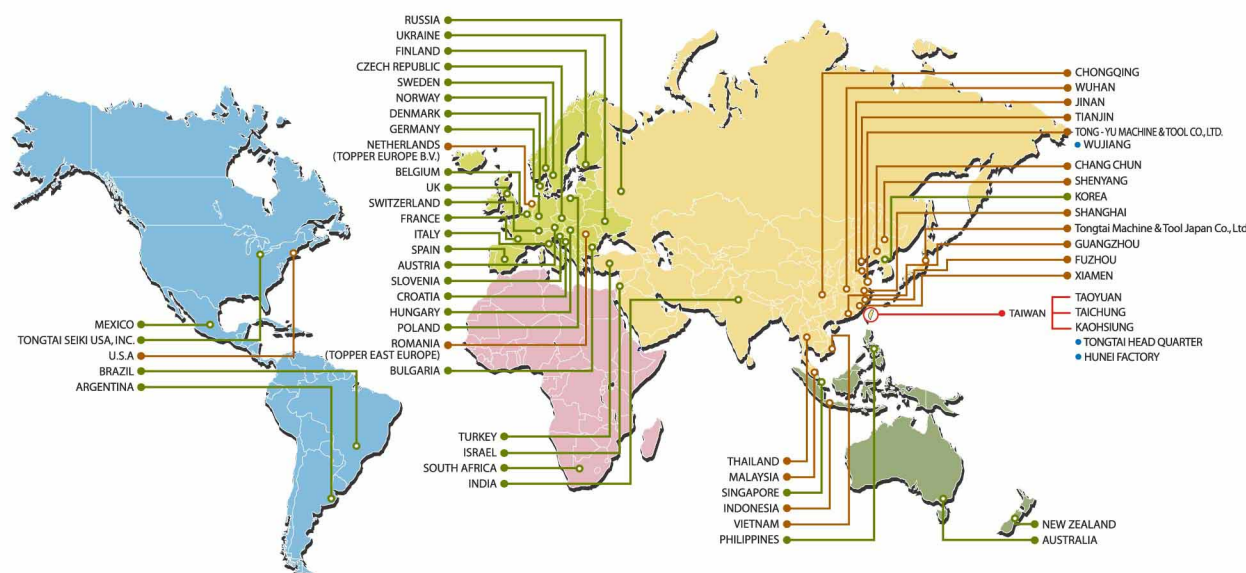 RUSSIA
UKRAINE
FINLAND
CZECH REPUBLIC
SWEDEN
NORWAY
DENMARK
GERMANY
NETHERLANDS
(TOPPER EUROPE B.V.)
BELGIUM
UK
SWITZERLAND
FRANCE
ITALY
SPAIN
AUSTRIA
SLOVENIA
CROATIA
HUNGARY
POLAND
ROMANIA
(TOPPER EAST EUROPE)
BULGARIA
MEXICO
TONGTAI SEIKI USA, INC.
U.S.A
BRAZIL
ARGENTINA
TURKEY
ISRAEL
SOUTH AFRICA
INDIA
CHONGQING
WUHAN
JINAN
TIANJIN
TONG - YU MACHINE & TOOL CO., LTD.
WUJIANG
CHANG CHUN
SHENYANG
KOREA
SHANGHAI
Tongtai Machine & Tool Japan Co., Ltd
GUANGZHOU
FUZHOU
XIAMEN
TAIWAN
TAOYUAN
TAICHUNG
KAOHSIUNG
TONGTAI HEAD QUARTER
HUNEI FACTORY
THAILAND
MALAYSIA
SINGAPORE
INDONESIA
VIETNAM
PHILIPPINES
NEW ZEALAND
AUSTRALIA